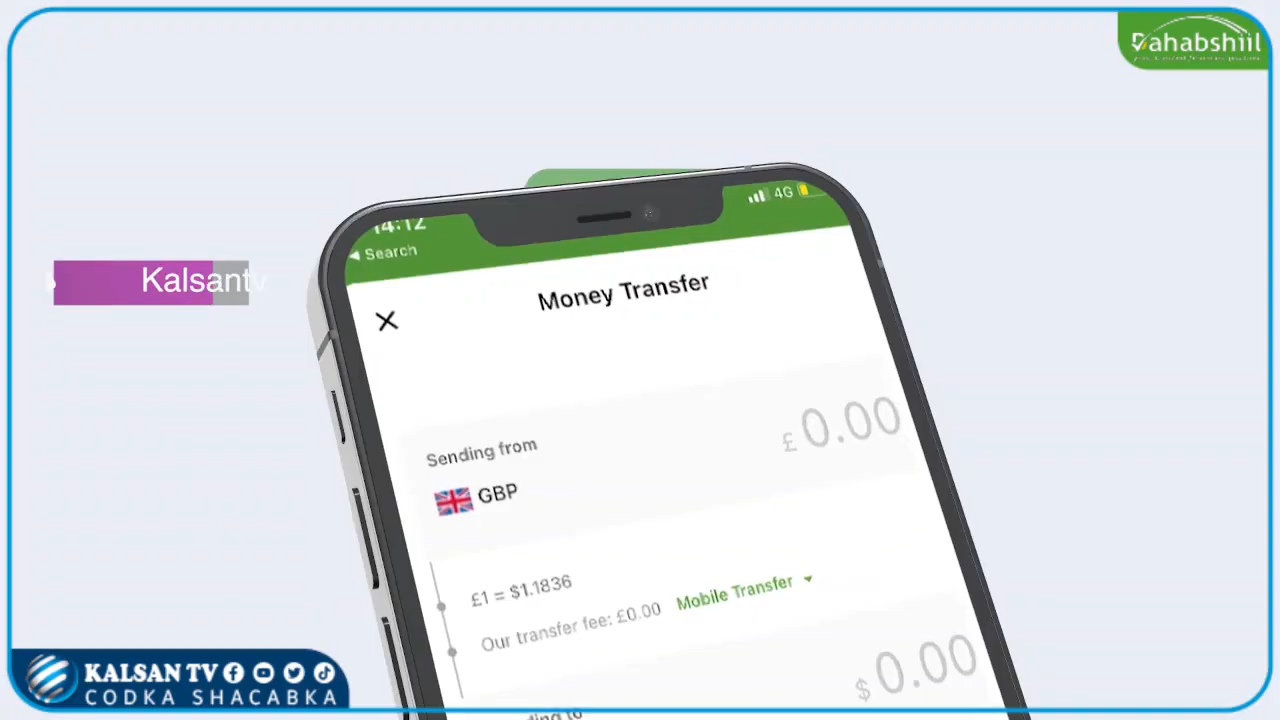 Dahabshiil
14:12
4G
Search
Kalsantv
Money Transfer
£ 0.00
Sending from
GBP
£1 = $1.1836
Our transfer fee: £0.00 Mobile Transfer
$ 0.00
KALSAN TV
CODKA SHACABKA